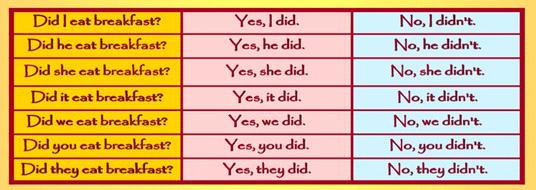 Did I eat breakfast? Yes, I did. No, I didn't.
Did he eat breakfast? Yes, he did. No, he didn't.
Did she eat breakfast? Yes, she did. No, she didn't.
Did it eat breakfast? Yes, it did. No, it didn't.
Did we eat breakfast? Yes, we did. No, we didn't.
Did you eat breakfast? Yes, you did. No, you didn't.
Did they eat breakfast? Yes, they did. No, they didn't.